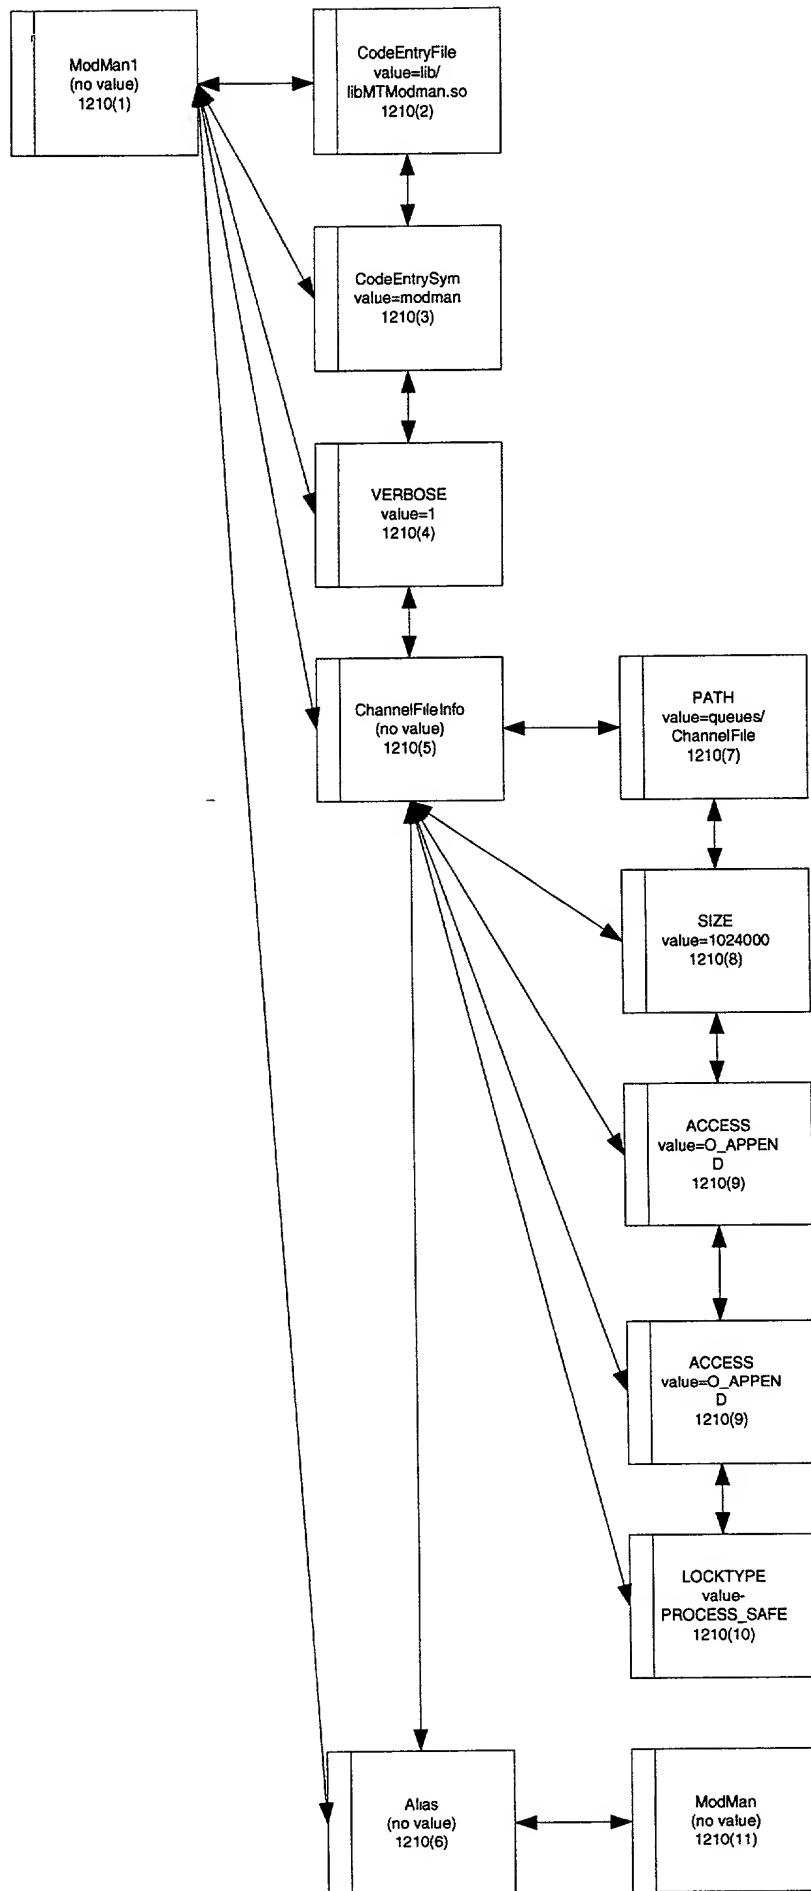 ModMan1
(no value)
1210(1)
CodeEntryFile
value=lib/
libMTModman.so
1210(2)
CodeEntrySym
value=modman
1210(3)
VERBOSE
value=1
1210(4)
ChannelFileInfo
(no value)
1210(5)
PATH
value=queues/
ChannelFile
1210(7)
SIZE
value=1024000
1210(8)
ACCESS
value=O_APPEN
D
1210(9)
ACCESS
value=O_APPEN
D
1210(9)
LOCKTYPE
value-
PROCESS_SAFE
1210(10)
Alias
(no value)
1210(6)
ModMan
(no value)
1210(11)